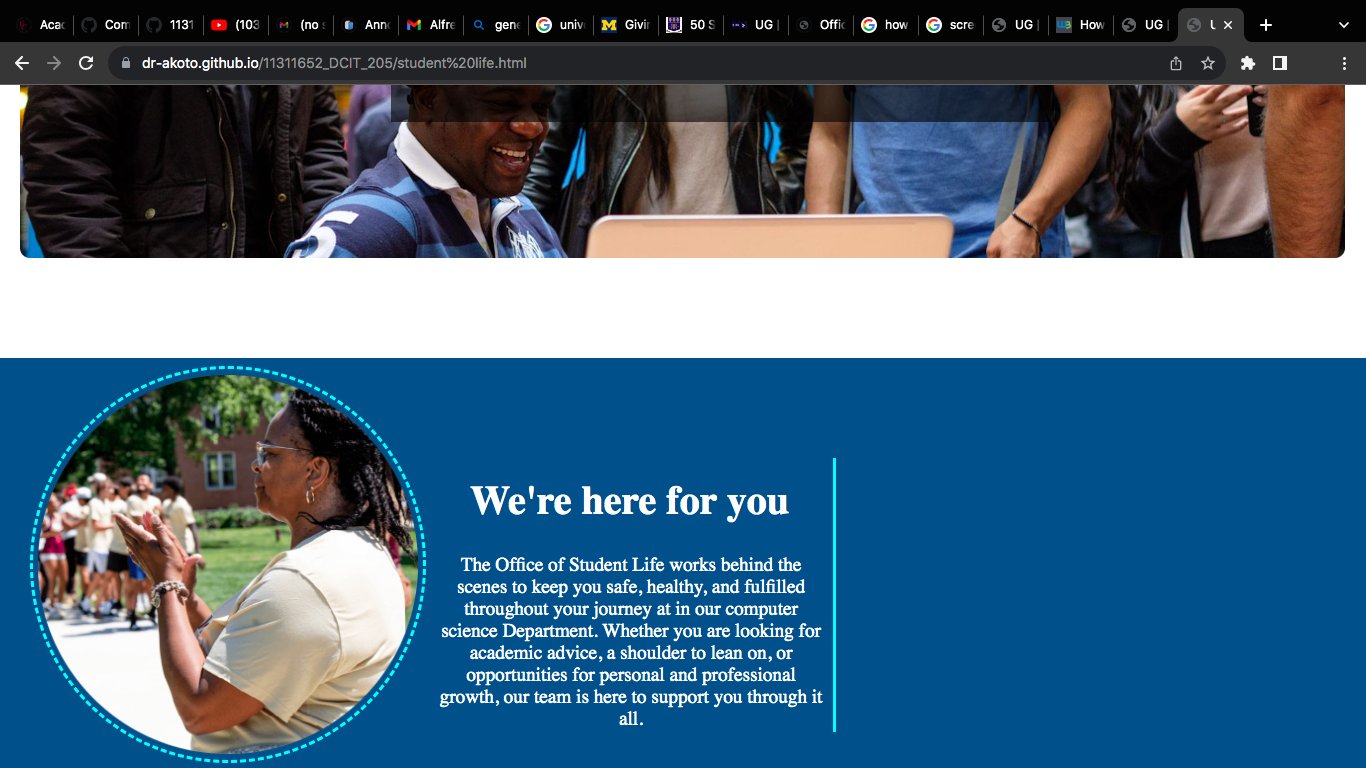 Acad
Com
1131
(103
(no s
Anno
Alfre
gene
unive
Givin
50 S
UG |
Offic
how
scre
UG |
How
UG |
U
dr-akoto.github.io/11311652_DCIT_205/student%20life.html
We're here for you
The Office of Student Life works behind the
scenes to keep you safe, healthy, and fulfilled
throughout your journey at in our computer
science Department. Whether you are looking for
academic advice, a shoulder to lean on, or
opportunities for personal and professional
growth, our team is here to support you through it
all.